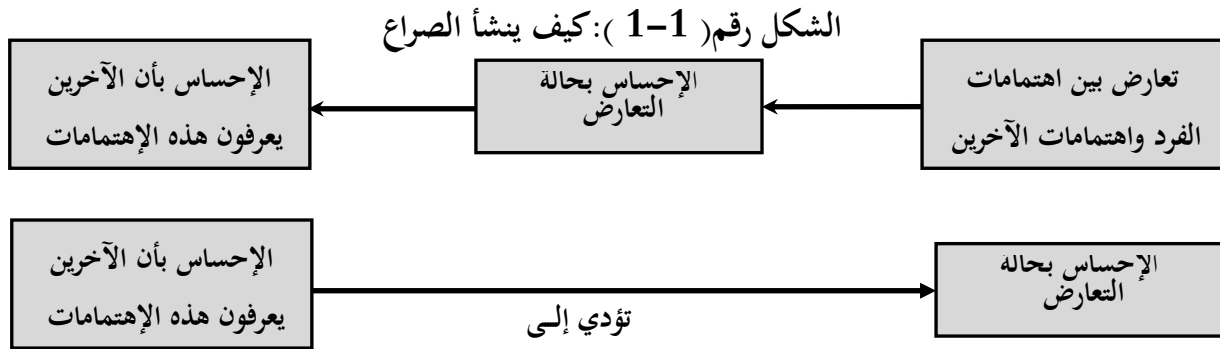 الشكل رقم( 1-1 ):كيف ينشأ الصراع
تعارض بين اهتمامات
الفرد واهتمامات الآخرين
الإحساس بحالة
التعارض
الإحساس بأن الآخرين
يعرفون هذه الإهتمامات
الإحساس بحالة
التعارض
تؤدي إلى
الإحساس بأن الآخرين
يعرفون هذه الإهتمامات